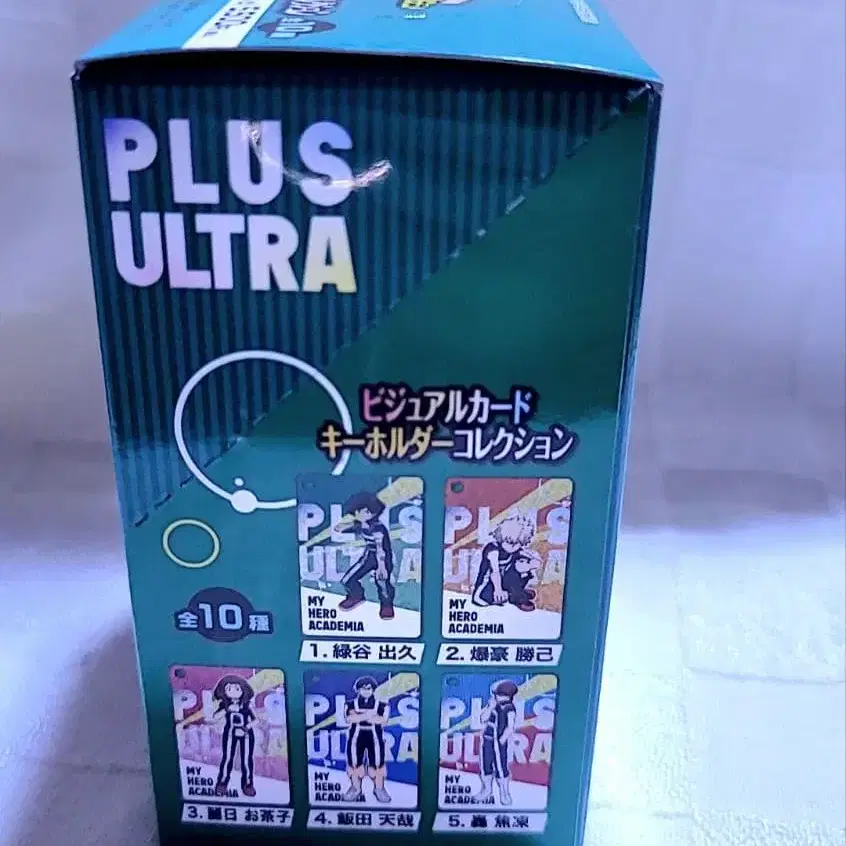 全10種
PLUS
ULTRA
ビジュアルカード
キーホルダーコレクション
全10種
PLUS
ULTRA
MY
HERO
ACADEMIA
1. 緑谷 出久
PLUS
ULTRA
MY
HERO
ACADEMIA
2. 爆豪 勝己
PLUS
ULTRA
MY
HERO
ACADEMIA
3. 麗日 お茶子
PLUS
ULTRA
MY
HERO
ACADEMIA
4. 飯田 天哉
PLUS
ULTRA
MY
HERO
ACADEMIA
5. 轟 焦凍